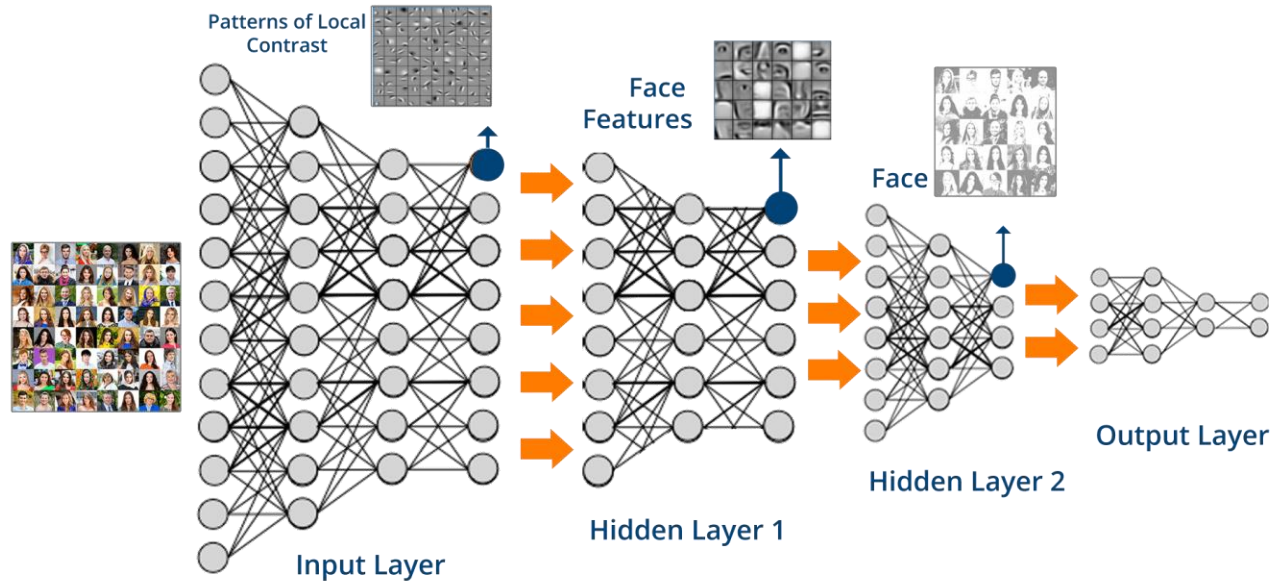 Patterns of Local
Contrast
Face
Features
Face
Input Layer
Hidden Layer 1
Hidden Layer 2
Output Layer